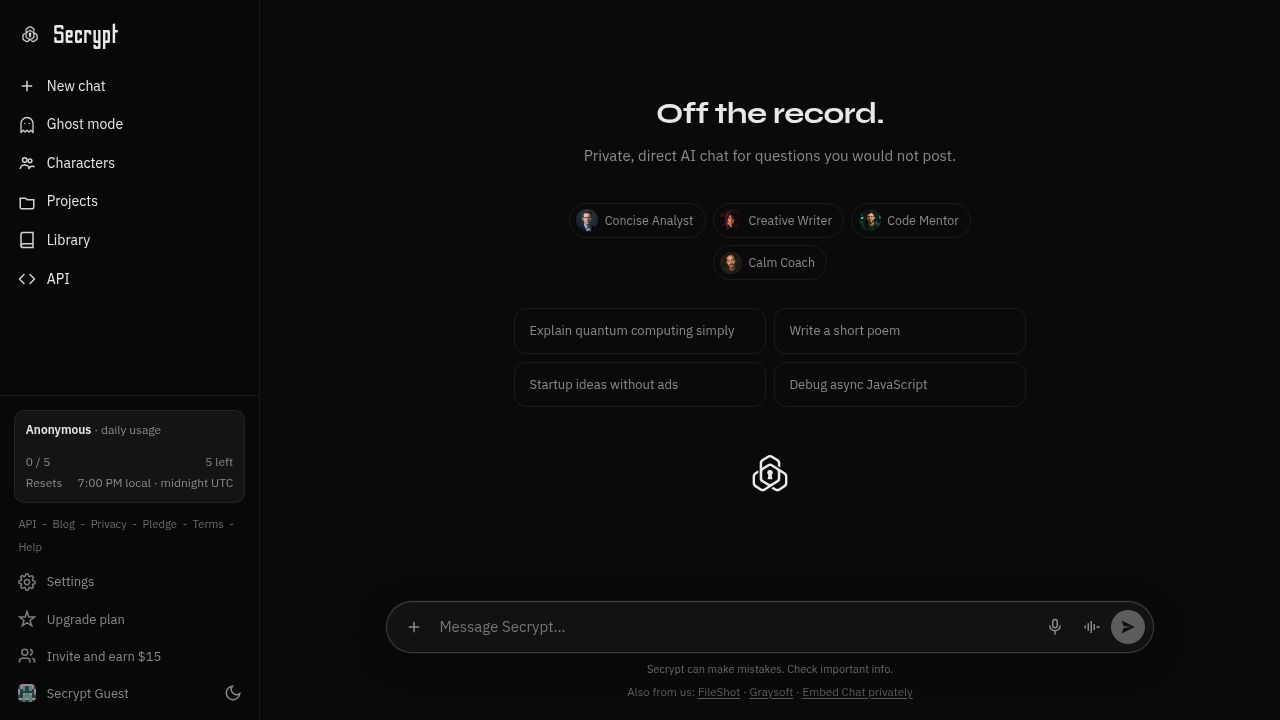 Secrypt
New chat
Ghost mode
Characters
Projects
Library
API
Anonymous · daily usage
0 / 5 5 left
Resets 7:00 PM local · midnight UTC
API - Blog - Privacy - Pledge - Terms -
Help
Settings
Upgrade plan
Invite and earn $15
Secrypt Guest
Off the record.
Private, direct AI chat for questions you would not post.
Concise Analyst Creative Writer Code Mentor
Calm Coach
Explain quantum computing simply Write a short poem
Startup ideas without ads Debug async JavaScript
Message Secrypt...
Secrypt can make mistakes. Check important info.
Also from us: FileShot · Graysoft · Embed Chat privately